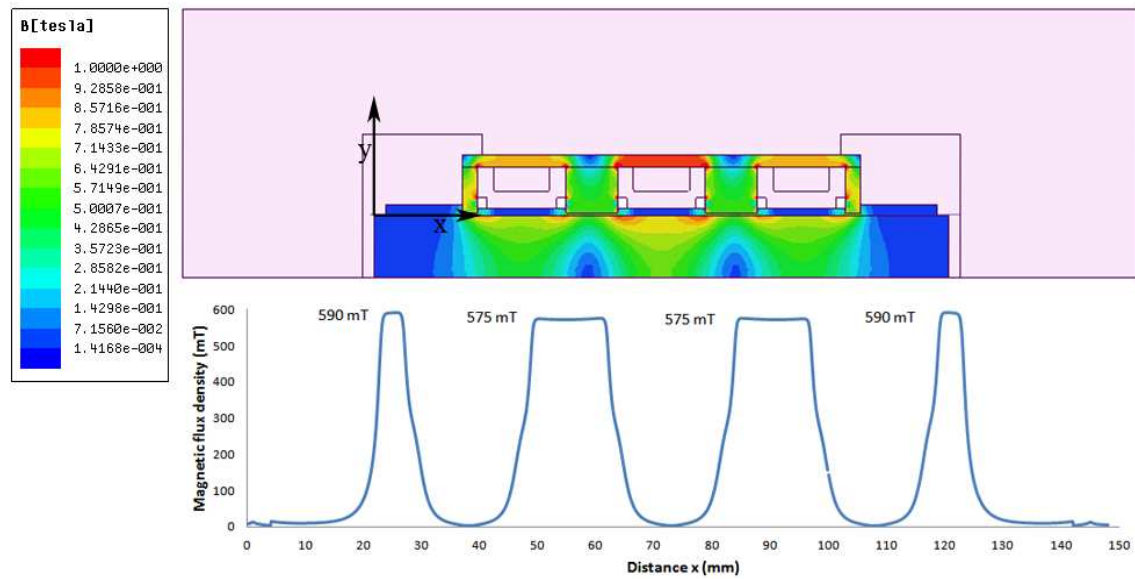 B[tesla]
1.0000e+000
9.2858e-001
8.5716e-001
7.8574e-001
7.1433e-001
6.4291e-001
5.7149e-001
5.0007e-001
4.2865e-001
3.5723e-001
2.8582e-001
2.1440e-001
1.4298e-001
7.1560e-002
1.4168e-004
y
x
590 mT
575 mT
575 mT
590 mT
Magnetic flux density (mT)
600
500
400
300
200
100
0
0 10 20 30 40 50 60 70 80 90 100 110 120 130 140 150
Distance x (mm)